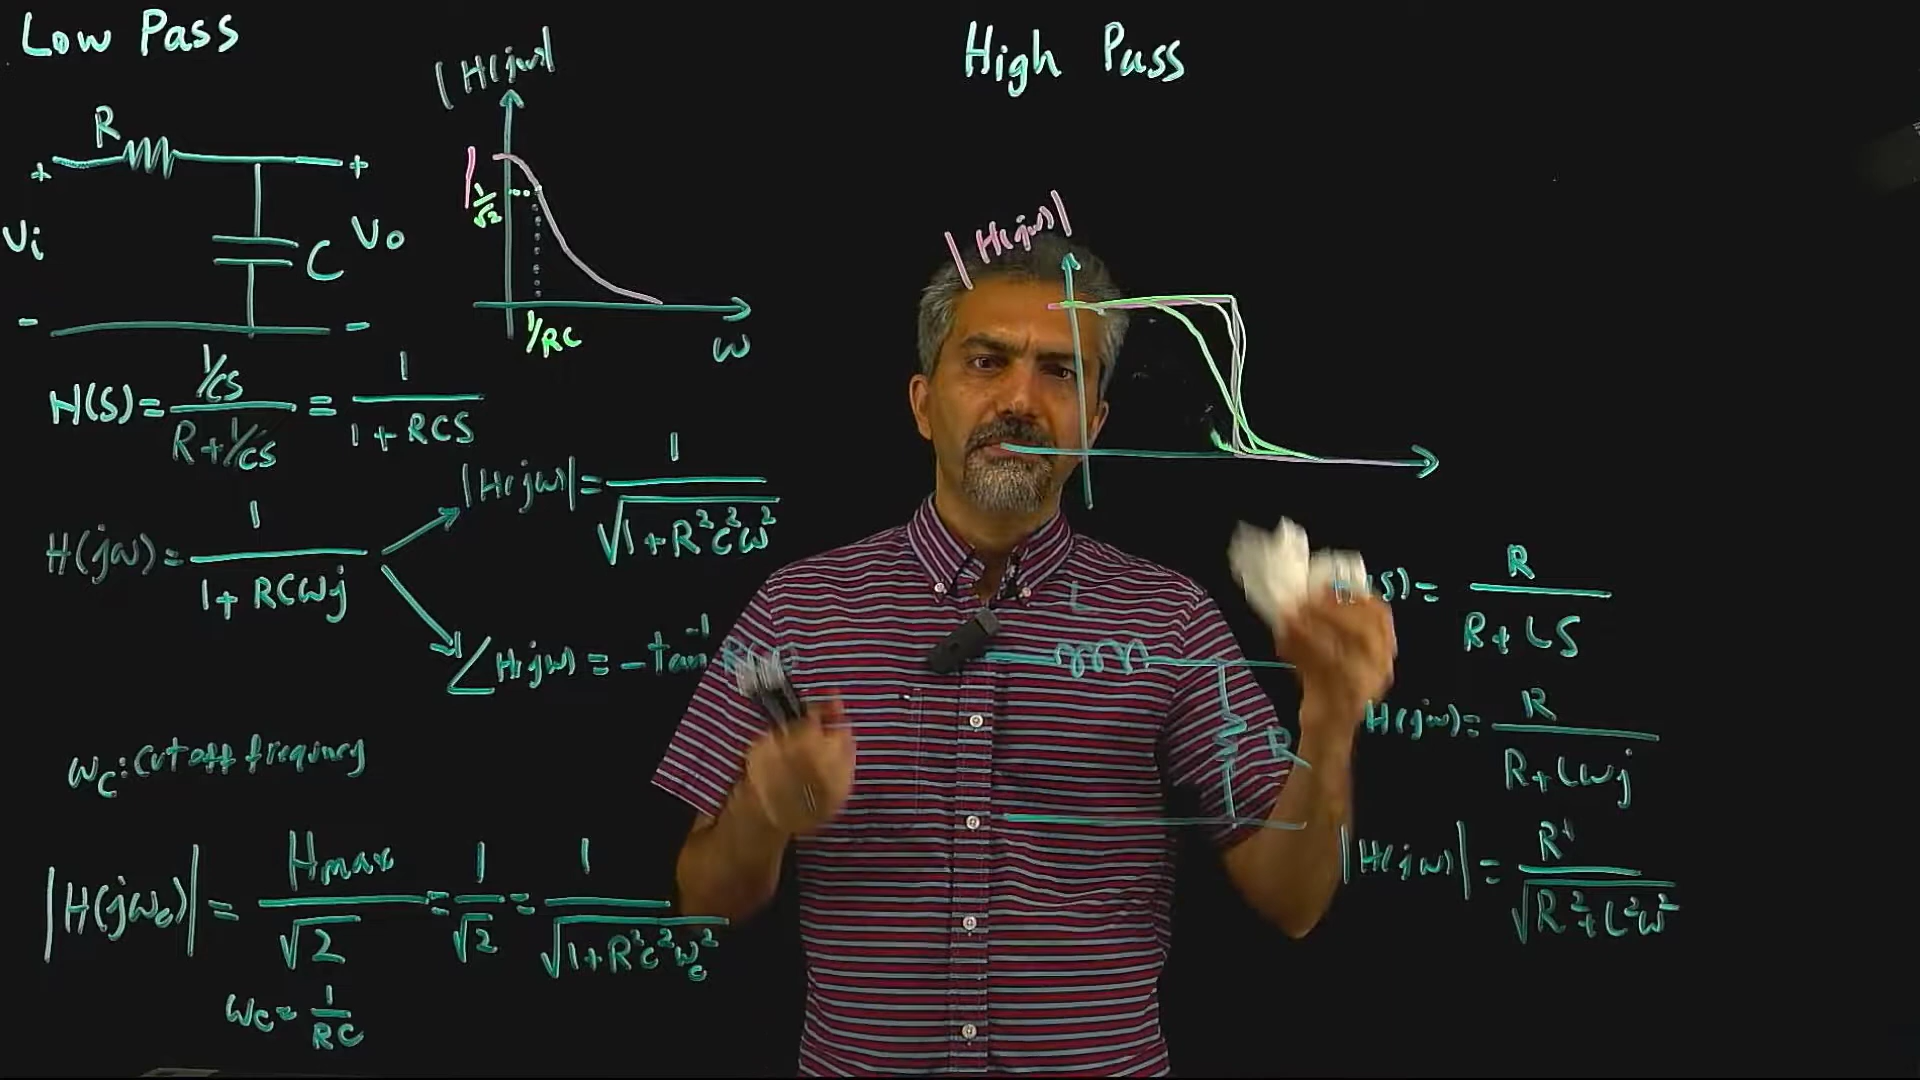 Low Pass
|H(jω)|
R
+ +
Vi
C
Vo
- -
1
1/√2
1/RC
ω
H(S) = (1/CS)/(R+1/CS) = 1/(1+RCS)
H(jω) = 1/(1+RCωj)
|H(jω)| = 1/√(1+R²C²ω²)
∠H(jω) = -tan⁻¹
ωc: Cutoff frequency
|H(jωc)| = Hmax/√2 = 1/√2 = 1/√(1+R²C²ωc²)
ωc = 1/RC
High Pass
|H(jω)|
L
R
(S) = R/(R+LS)
H(jω) = R/(R+Lωj)
|H(jω)| = R/√(R²+L²ω²)